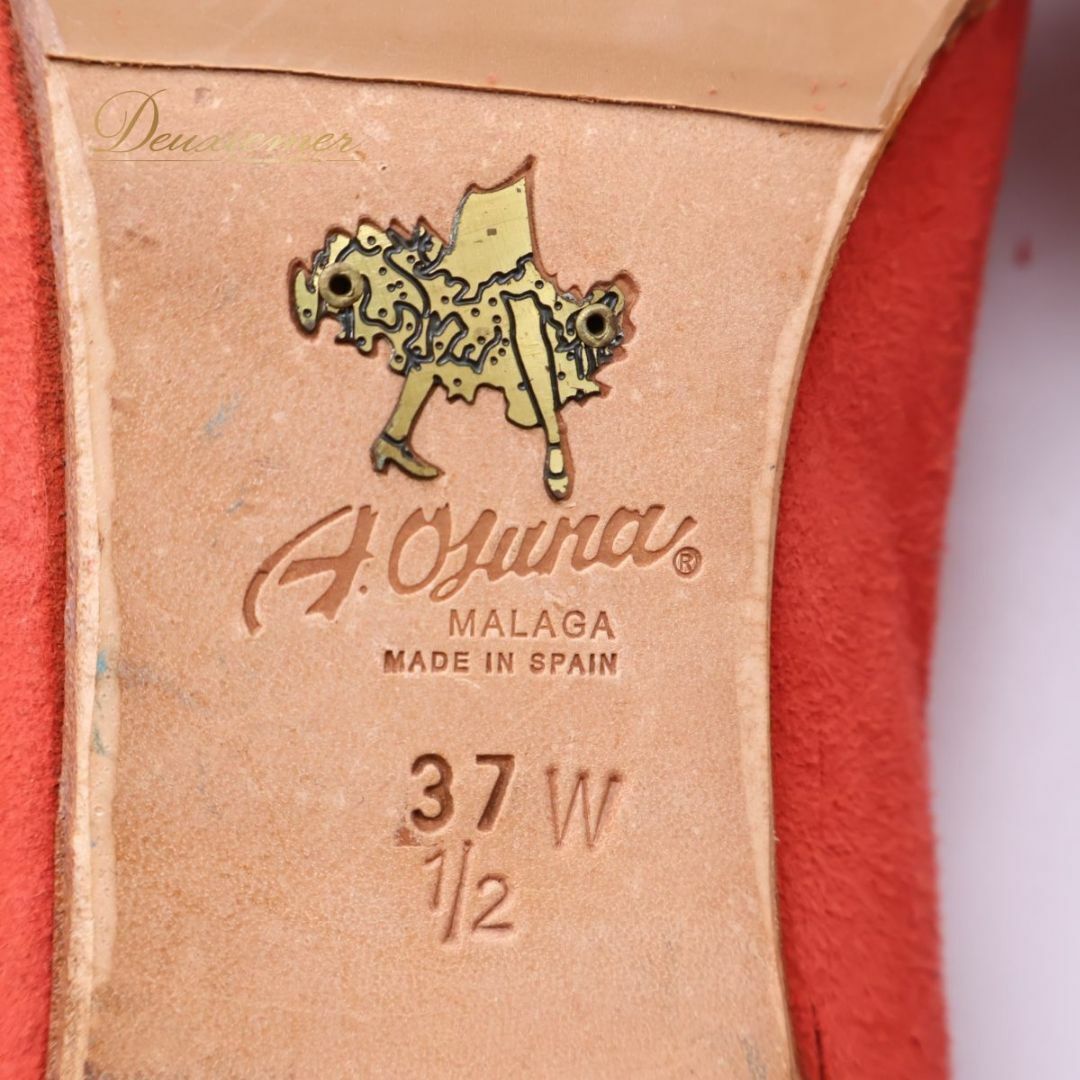 Deuxiemer
A. Osuna ®
MALAGA
MADE IN SPAIN
37 W
1/2